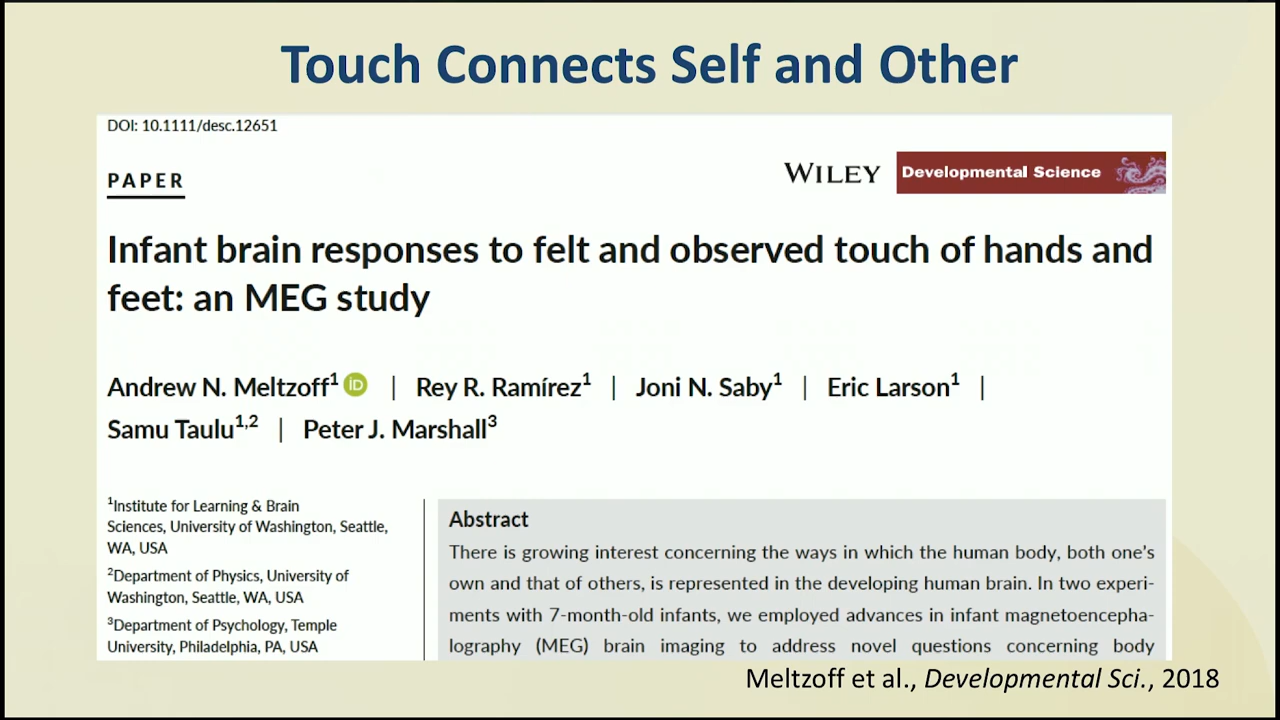 Touch Connects Self and Other
DOI: 10.1111/desc.12651
PAPER
WILEY
Developmental Science
Infant brain responses to felt and observed touch of hands and
feet: an MEG study
Andrew N. Meltzoff1 iD | Rey R. Ramírez1 | Joni N. Saby1 | Eric Larson1 |
Samu Taulu1,2 | Peter J. Marshall3
1Institute for Learning & Brain
Sciences, University of Washington, Seattle,
WA, USA
2Department of Physics, University of
Washington, Seattle, WA, USA
3Department of Psychology, Temple
University, Philadelphia, PA, USA
Abstract
There is growing interest concerning the ways in which the human body, both one's
own and that of others, is represented in the developing human brain. In two experi-
ments with 7-month-old infants, we employed advances in infant magnetoencepha-
lography (MEG) brain imaging to address novel questions concerning body
Meltzoff et al., Developmental Sci., 2018